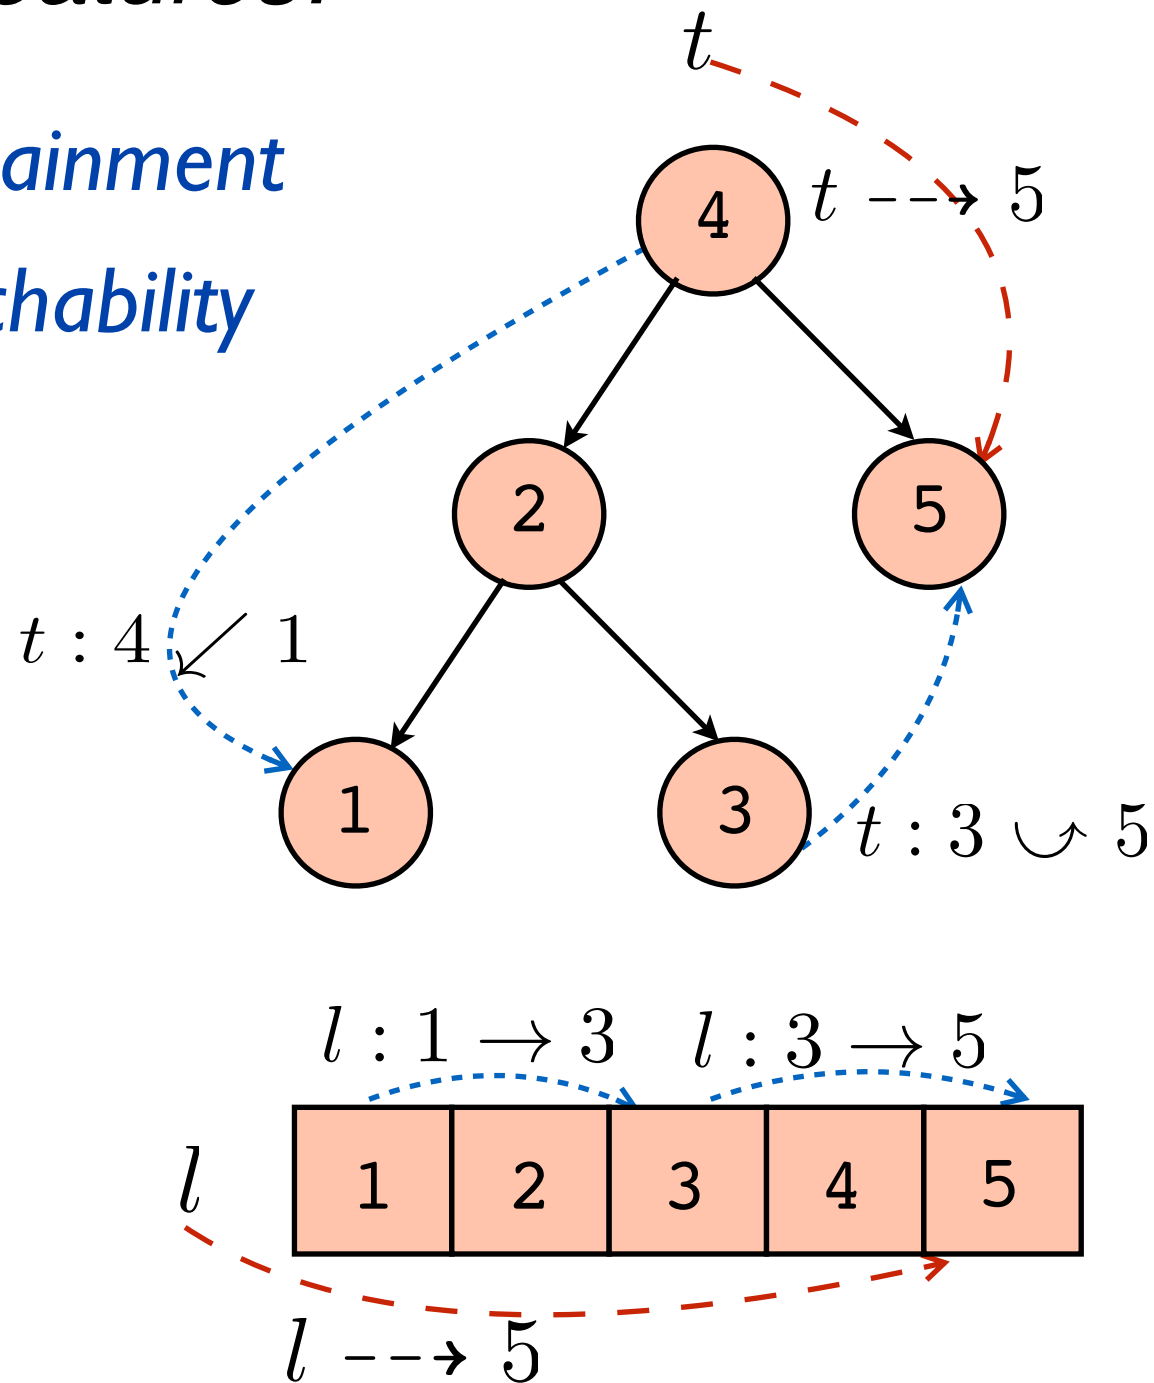 t
ainment
t ⇢ 5
4
chability
2
5
t : 4 ↙ 1
1
3
t : 3 ⤻ 5
l : 1 → 3
l : 3 → 5
l
1 2 3 4 5
l ⇢ 5